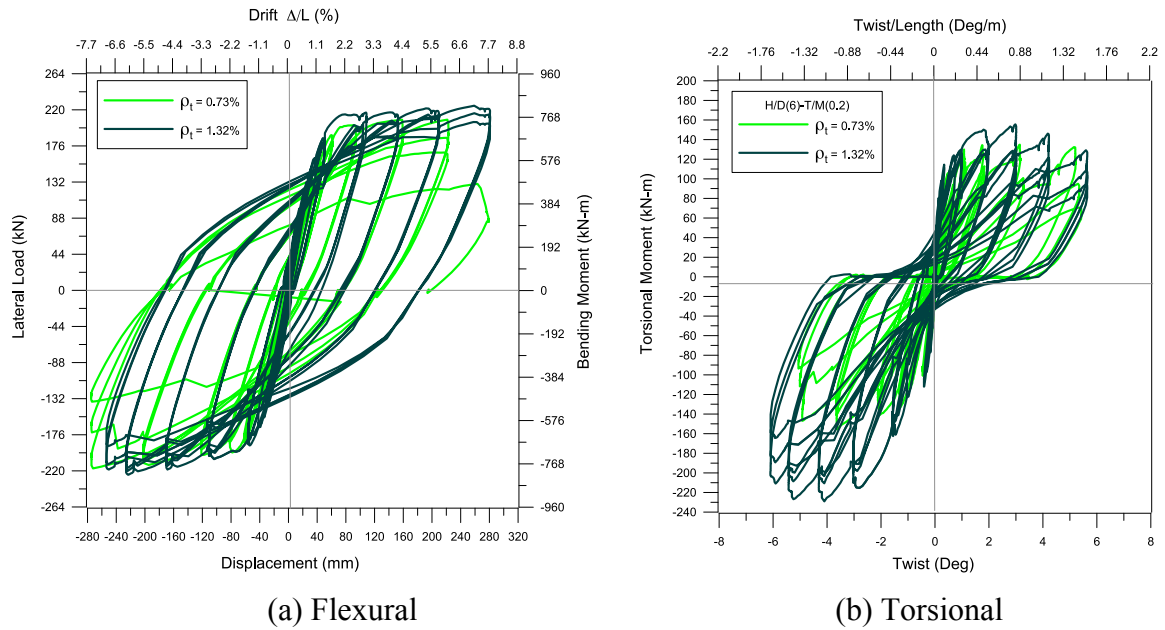 Drift Δ/L (%)
-7.7 -6.6 -5.5 -4.4 -3.3 -2.2 -1.1 0 1.1 2.2 3.3 4.4 5.5 6.6 7.7 8.8
264
220
176
132
88
44
0
-44
-88
-132
-176
-220
-264
Lateral Load (kN)
ρt = 0.73%
ρt = 1.32%
960
768
576
384
192
0
-192
-384
-576
-768
-960
Bending Moment (kN-m)
-280 -240 -200 -160 -120 -80 -40 0 40 80 120 160 200 240 280 320
Displacement (mm)
(a) Flexural
Twist/Length (Deg/m)
-2.2 -1.76 -1.32 -0.88 -0.44 0 0.44 0.88 1.32 1.76 2.2
200
180
160
140
120
100
80
60
40
20
0
-20
-40
-60
-80
-100
-120
-140
-160
-180
-200
-220
-240
Torsional Moment (kN-m)
H/D(6)-T/M(0.2)
ρt = 0.73%
ρt = 1.32%
-8 -6 -4 -2 0 2 4 6 8
Twist (Deg)
(b) Torsional